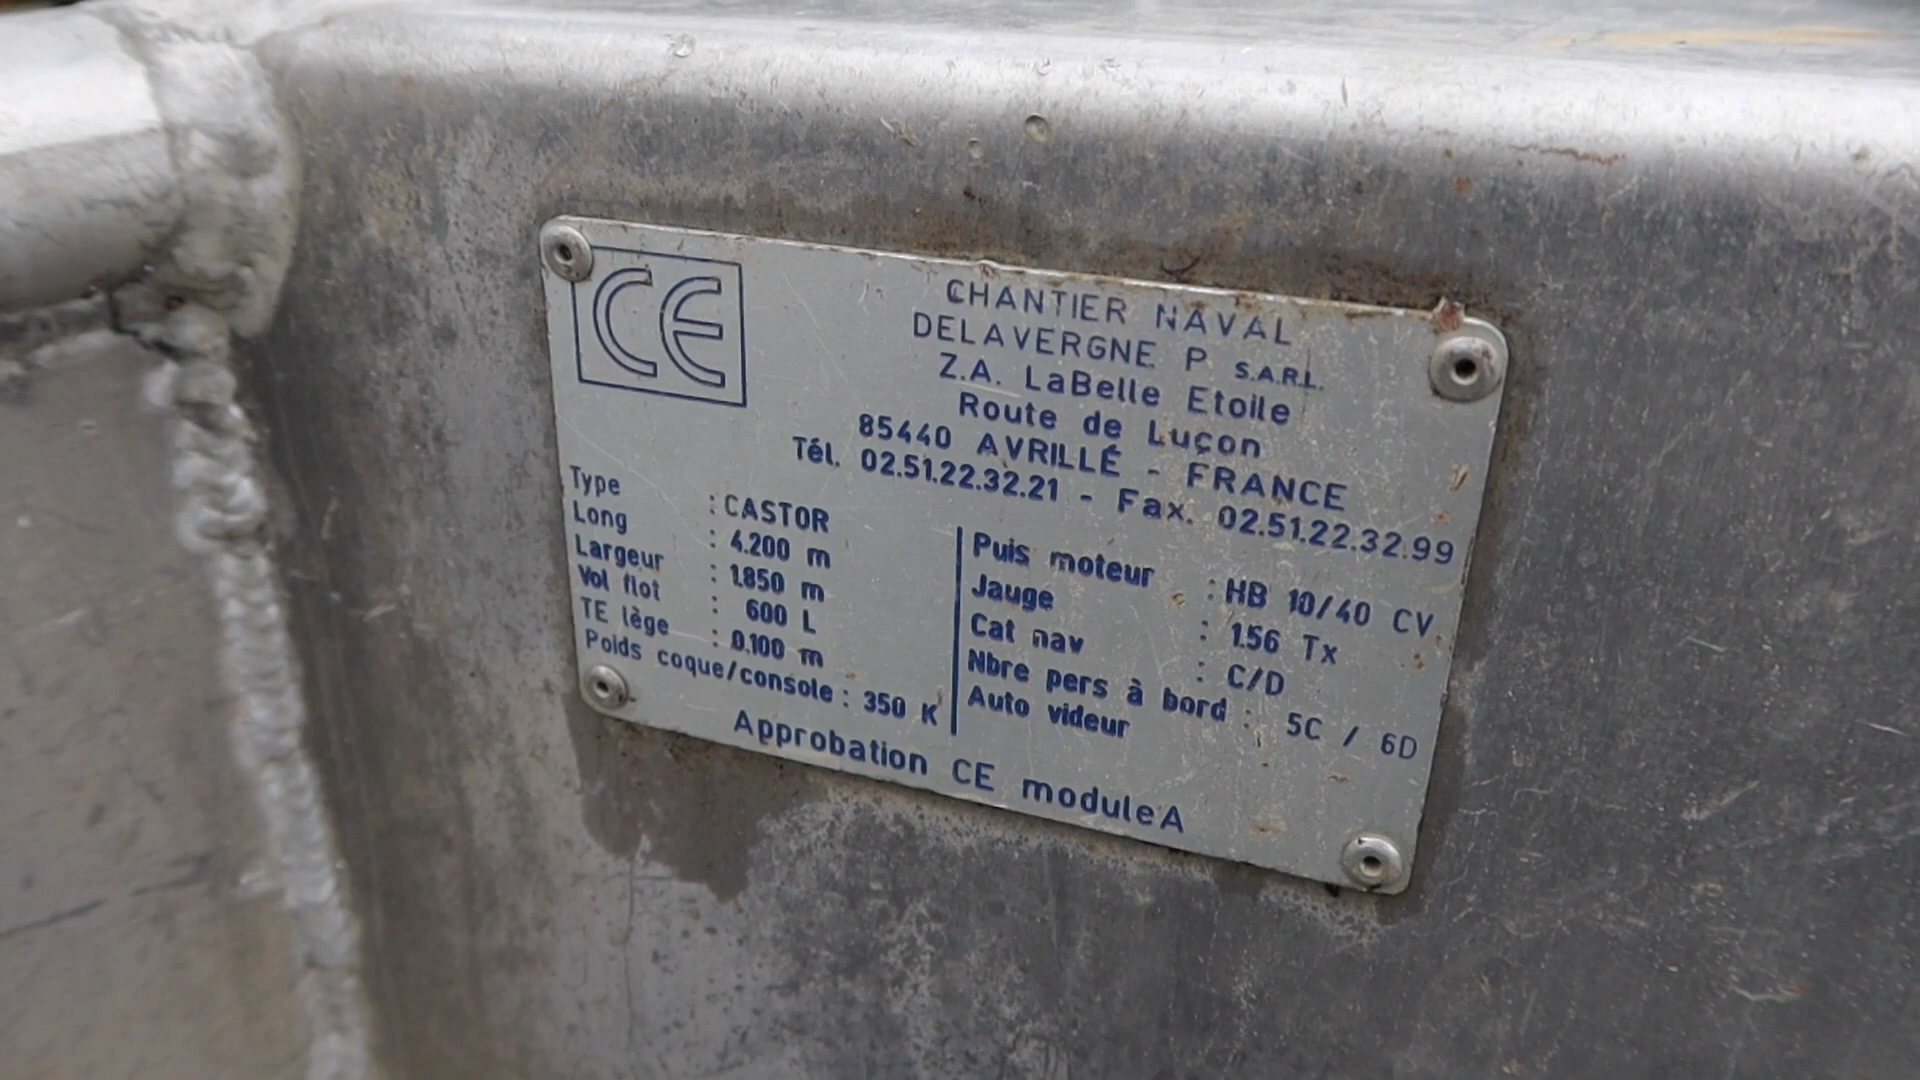 CE
CHANTIER NAVAL
DELAVERGNE P S.A.R.L.
Z.A. LaBelle Etoile
Route de Luçon
85440 AVRILLÉ - FRANCE
Tél. 02.51.22.32.21 - Fax. 02.51.22.32.99
Type : CASTOR
Long : 4.200 m
Largeur : 1.850 m
Vol flot : 600 L
TE lège : 0.100 m
Poids coque/console : 350 K
Puis moteur : HB 10/40 CV
Jauge : 1.56 Tx
Cat nav : C/D
Nbre pers à bord : 5C / 6D
Auto videur
Approbation CE module A